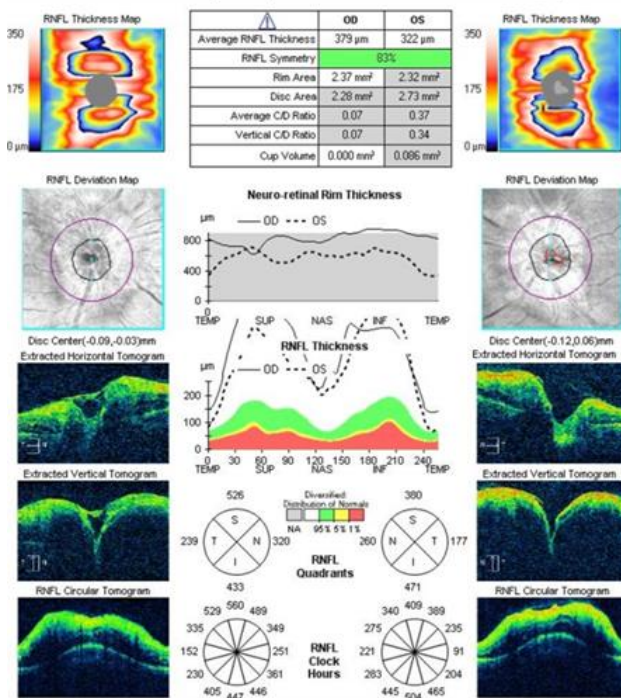 RNFL Thickness Map
350
175
0 µm
OD OS
Average RNFL Thickness 379 µm 322 µm
RNFL Symmetry 83%
Rim Area 2.37 mm² 2.32 mm²
Disc Area 2.28 mm² 2.73 mm²
Average C/D Ratio 0.07 0.37
Vertical C/D Ratio 0.07 0.34
Cup Volume 0.000 mm³ 0.086 mm³
RNFL Thickness Map
350
175
0 µm
RNFL Deviation Map
Disc Center(-0.09,-0.03)mm
Neuro-retinal Rim Thickness
µm OD OS
800
400
0
TEMP SUP NAS INF TEMP
RNFL Deviation Map
Disc Center(-0.12,0.06)mm
Extracted Horizontal Tomogram
RNFL Thickness
µm OD OS
200
100
0
0 30 60 90 120 150 180 210 240
TEMP SUP NAS INF TEMP
Extracted Horizontal Tomogram
Extracted Vertical Tomogram
Diversified:
Distribution of Normals
NA 95% 5% 1%
Extracted Vertical Tomogram
526
239 S T N I 320
433
RNFL
Quadrants
380
260 S T N I 177
471
RNFL Circular Tomogram
560
529 489
335 349
152 251
230 361
405 446
447
RNFL
Clock
Hours
409
340 389
275 235
221 91
283 204
445 465
504
RNFL Circular Tomogram